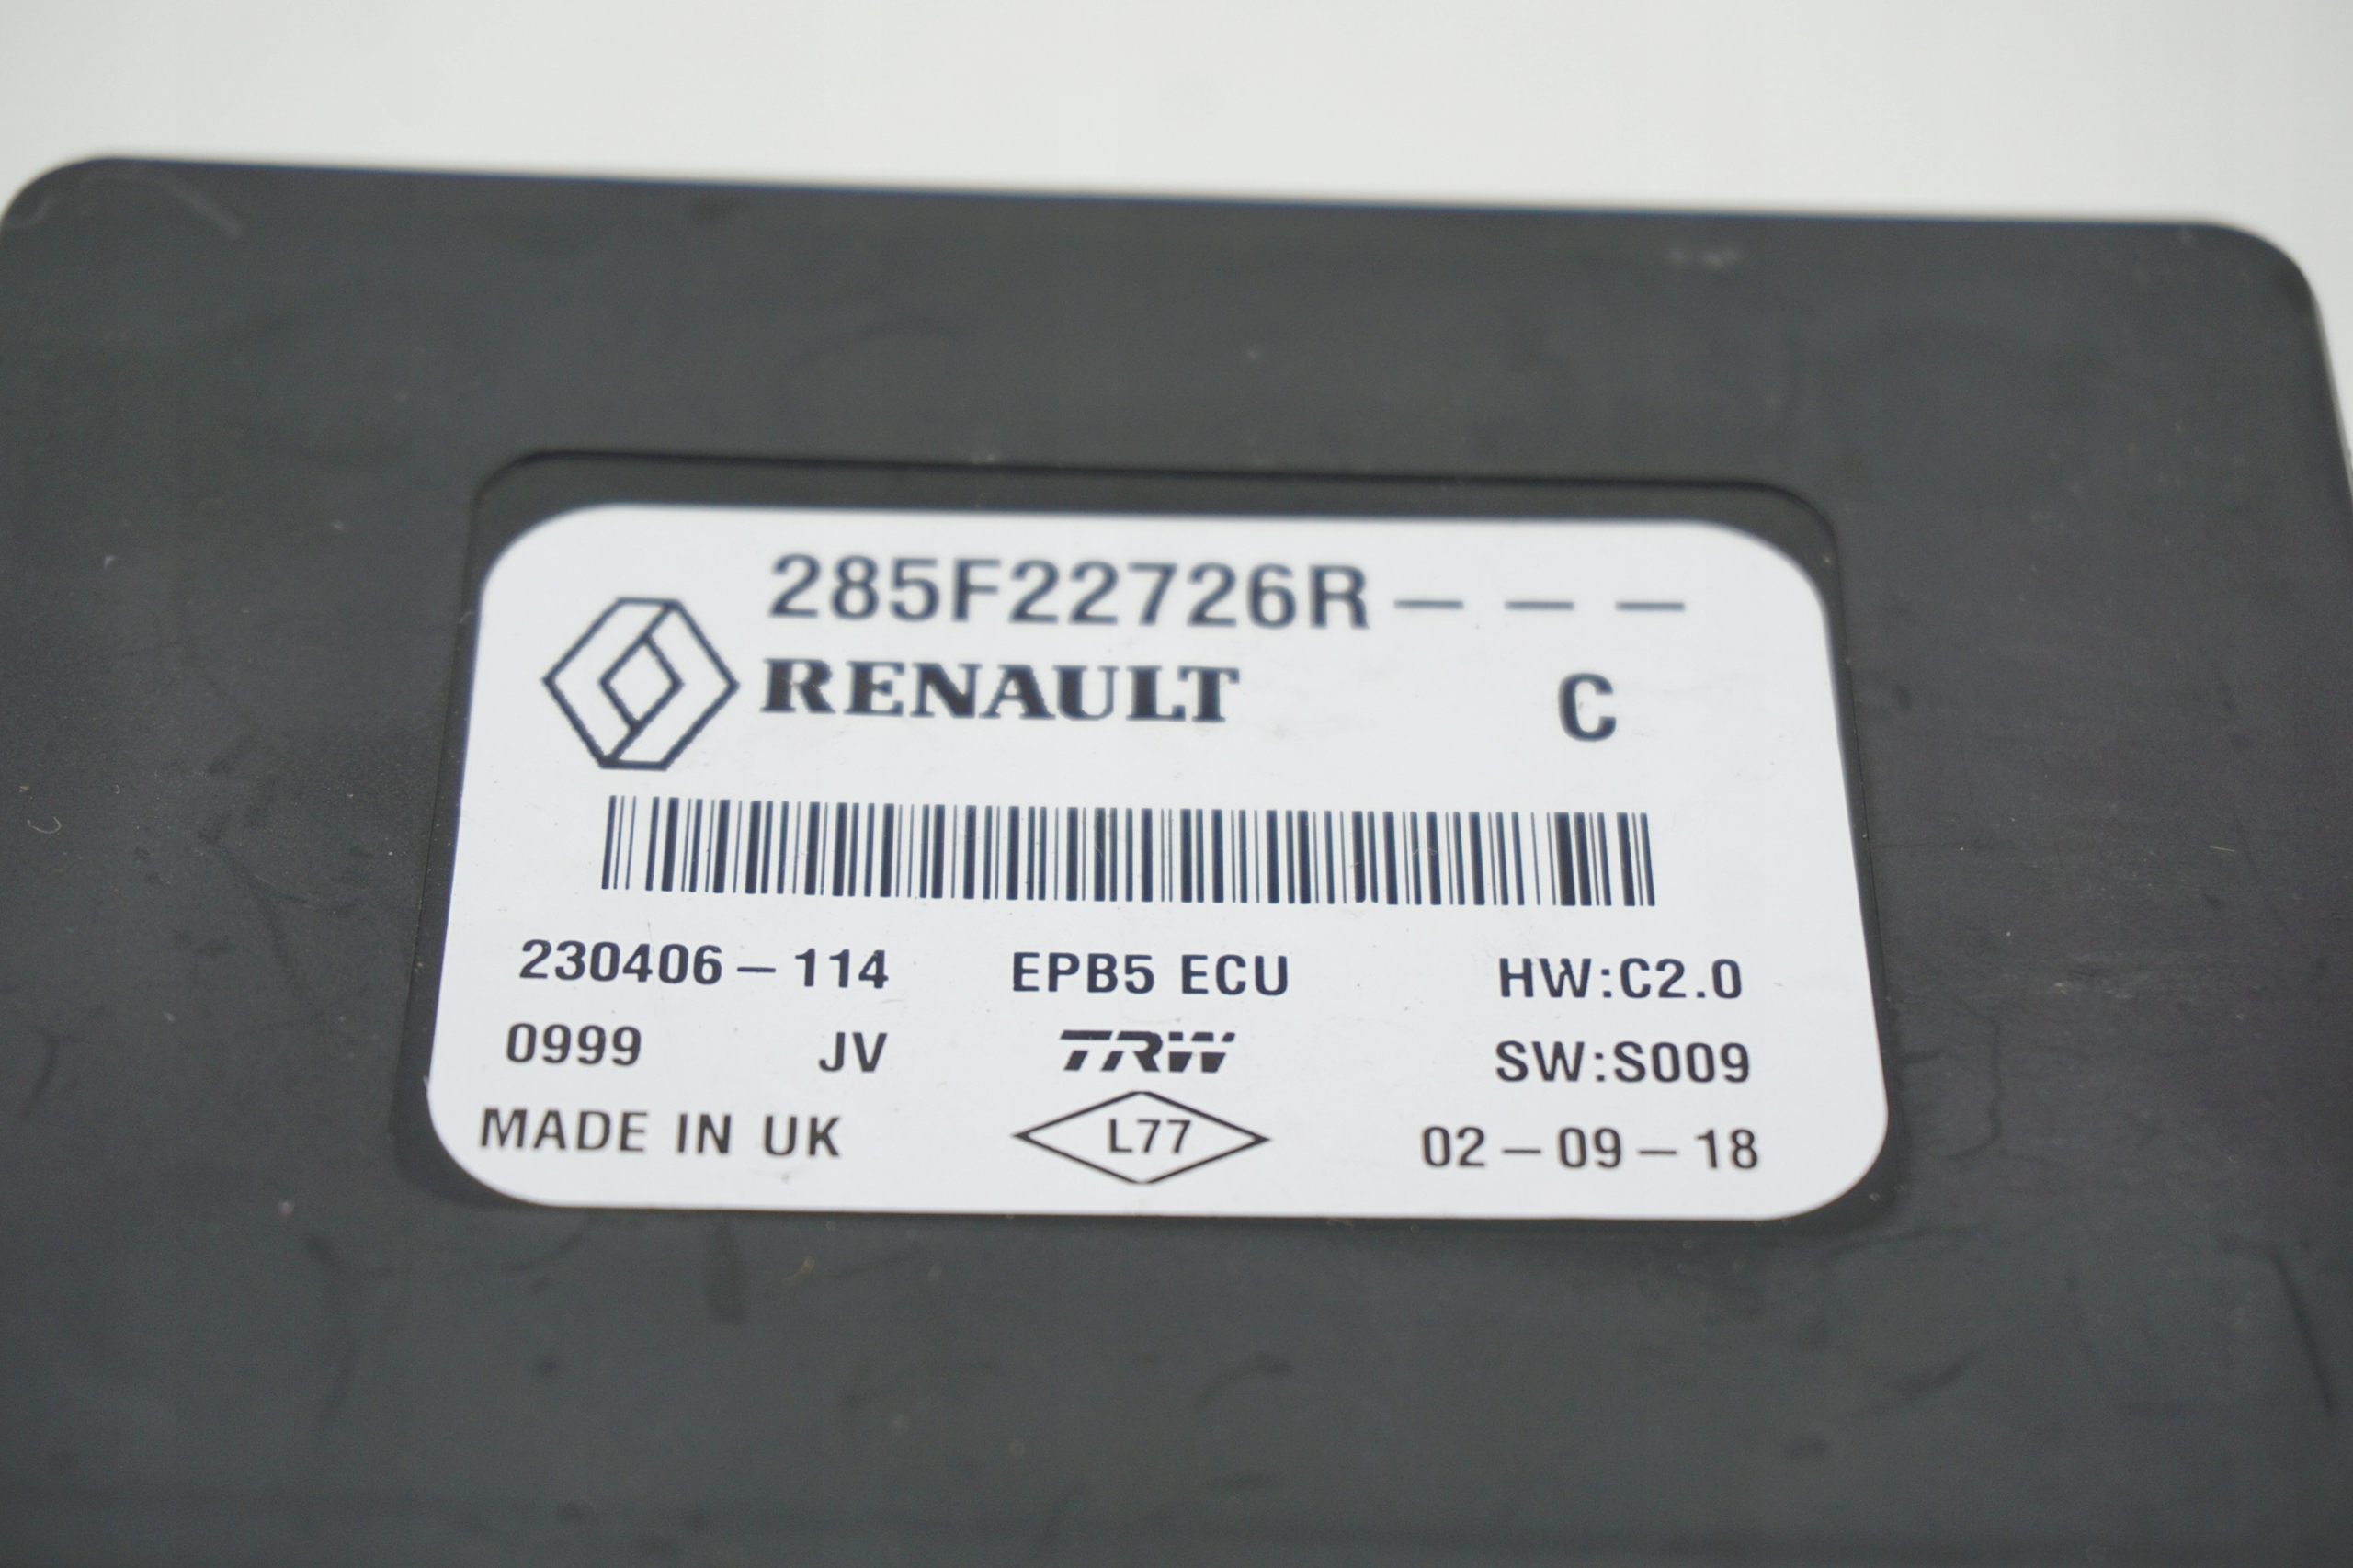 285F22726R– – –
RENAULT C
230406–114 EPB5 ECU HW:C2.0
0999 JV TRW SW:S009
MADE IN UK L77 02–09–18